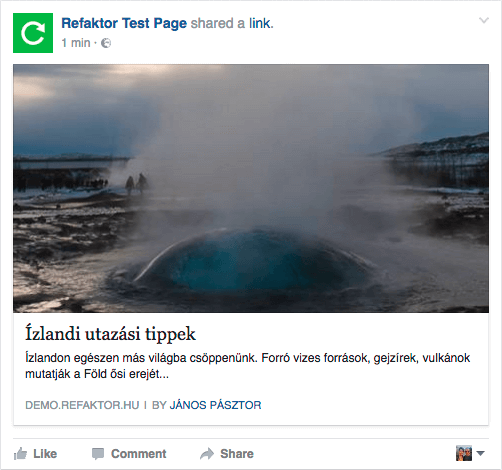 Refaktor Test Page shared a link.
1 min ·
Ízlandi utazási tippek
Ízlandon egészen más világba csöppenünk. Forró vizes források, gejzírek, vulkánok
mutatják a Föld ősi erejét...
DEMO.REFAKTOR.HU | BY JÁNOS PÁSZTOR
Like Comment Share